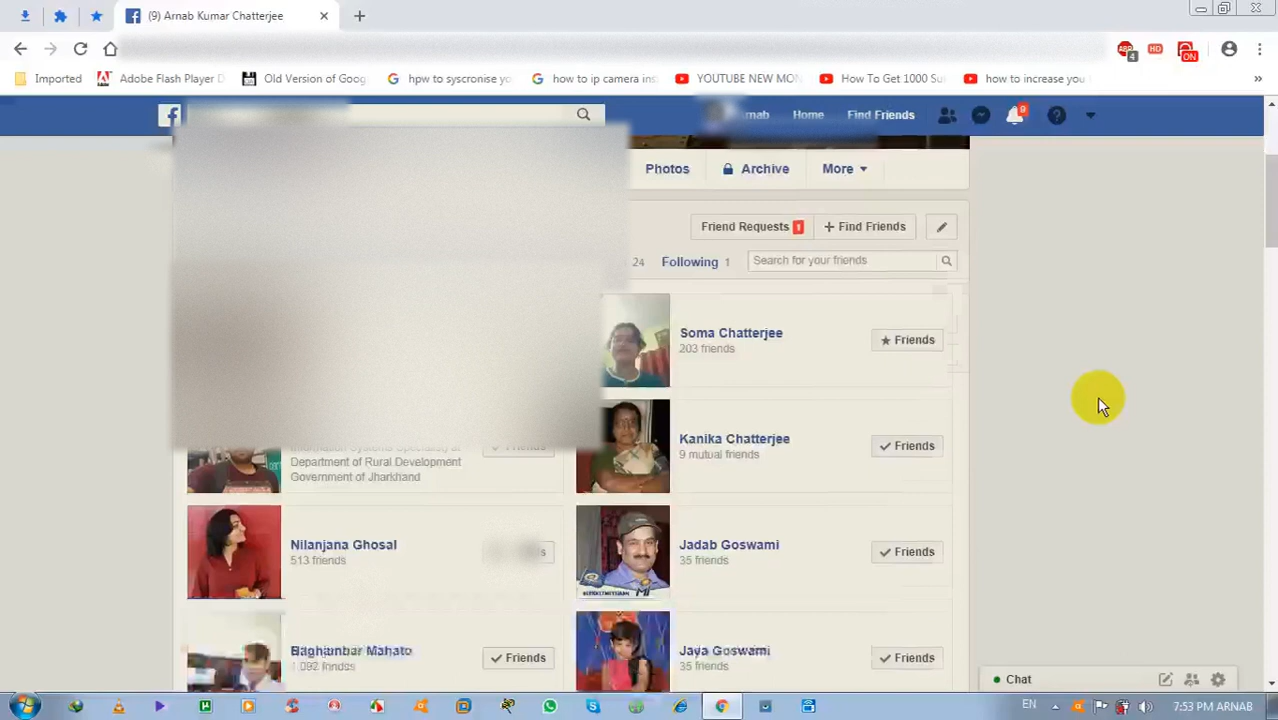 (9) Arnab Kumar Chatterjee
4
HD
ON
Imported
Adobe Flash Player D
Old Version of Goog
hpw to syscronise yo
how to ip camera ins
YOUTUBE NEW MON
How To Get 1000 Su
how to increase you
Home
Find Friends
9
Photos
Archive
More
Friend Requests 1
+ Find Friends
24
Following 1
Search for your friends
Soma Chatterjee
203 friends
Friends
Kanika Chatterjee
9 mutual friends
Friends
Department of Rural Development
Government of Jharkhand
Nilanjana Ghosal
513 friends
Jadab Goswami
35 friends
Friends
Mahato
Friends
Jaya Goswami
35 friends
Friends
Chat
EN
7:53 PM ARNAB